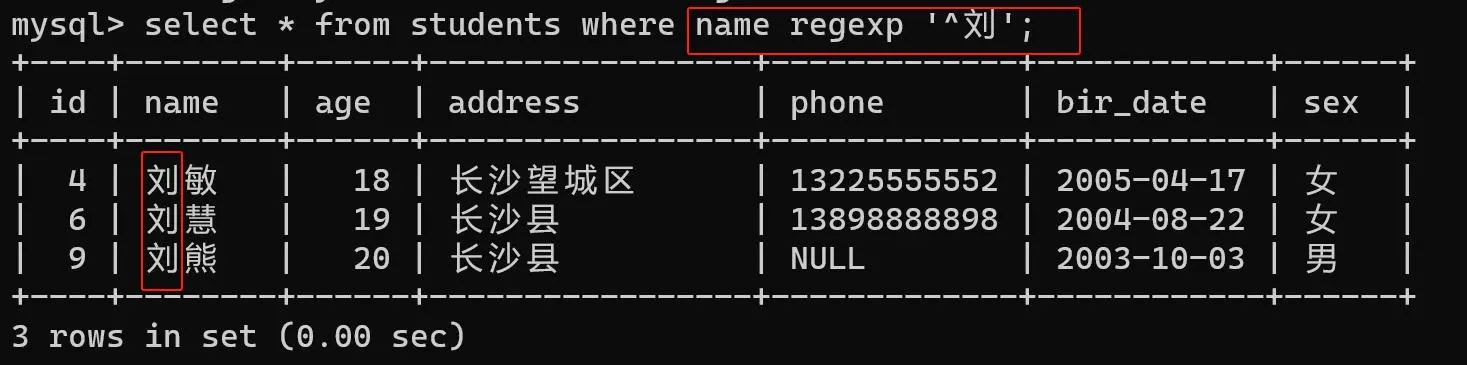 mysql> select * from students where name regexp '^刘';
+----+--------+------+----------------+-------------+------------+------+
| id | name   | age  | address        | phone       | bir_date   | sex  |
+----+--------+------+----------------+-------------+------------+------+
|  4 | 刘敏   |   18 | 长沙望城区     | 13225555552 | 2005-04-17 | 女   |
|  6 | 刘慧   |   19 | 长沙县         | 13898888898 | 2004-08-22 | 女   |
|  9 | 刘熊   |   20 | 长沙县         | NULL        | 2003-10-03 | 男   |
+----+--------+------+----------------+-------------+------------+------+
3 rows in set (0.00 sec)